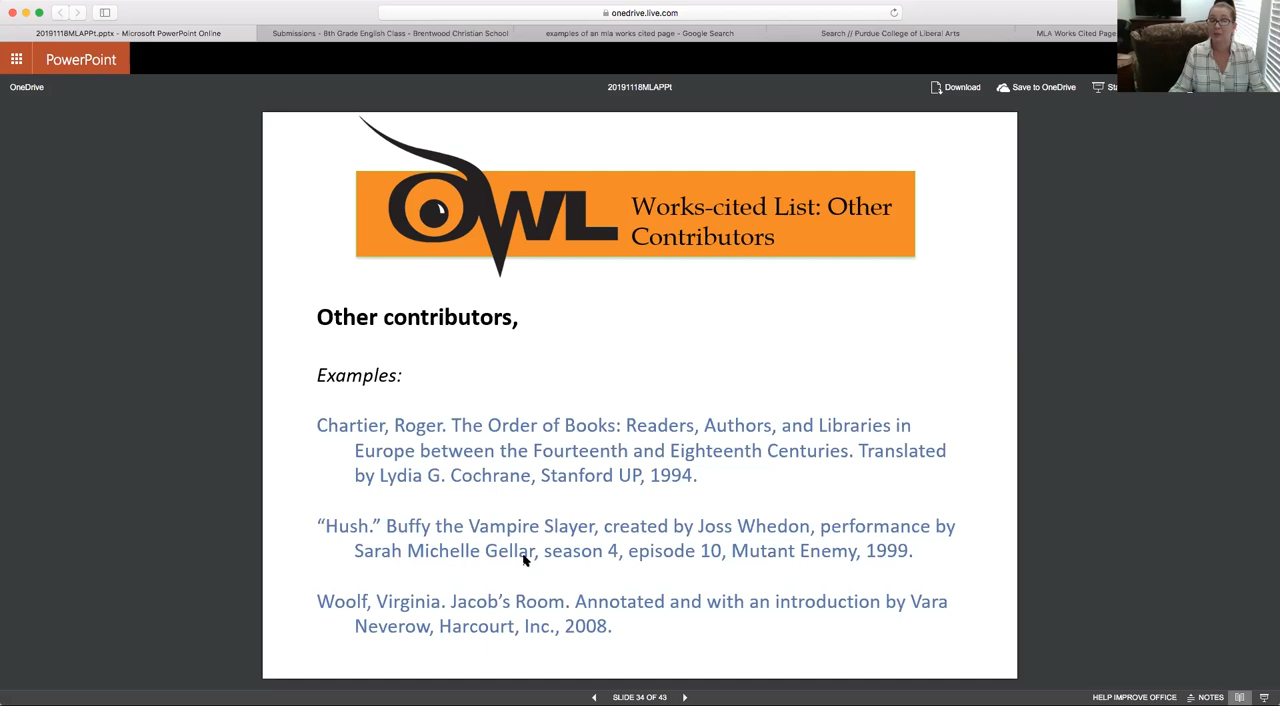 onedrive.live.com
20191118MLAPPt.pptx - Microsoft PowerPoint Online
Submissions - 8th Grade English Class - Brentwood Christian School
examples of an mla works cited page - Google Search
Search // Purdue College of Liberal Arts
MLA Works Cited Page
PowerPoint
OneDrive
20191118MLAPPt
Download
Save to OneDrive
OWL
Works-cited List: Other
Contributors
Other contributors,
Examples:
Chartier, Roger. The Order of Books: Readers, Authors, and Libraries in
Europe between the Fourteenth and Eighteenth Centuries. Translated
by Lydia G. Cochrane, Stanford UP, 1994.
“Hush.” Buffy the Vampire Slayer, created by Joss Whedon, performance by
Sarah Michelle Gellar, season 4, episode 10, Mutant Enemy, 1999.
Woolf, Virginia. Jacob’s Room. Annotated and with an introduction by Vara
Neverow, Harcourt, Inc., 2008.
SLIDE 34 OF 43
HELP IMPROVE OFFICE
NOTES